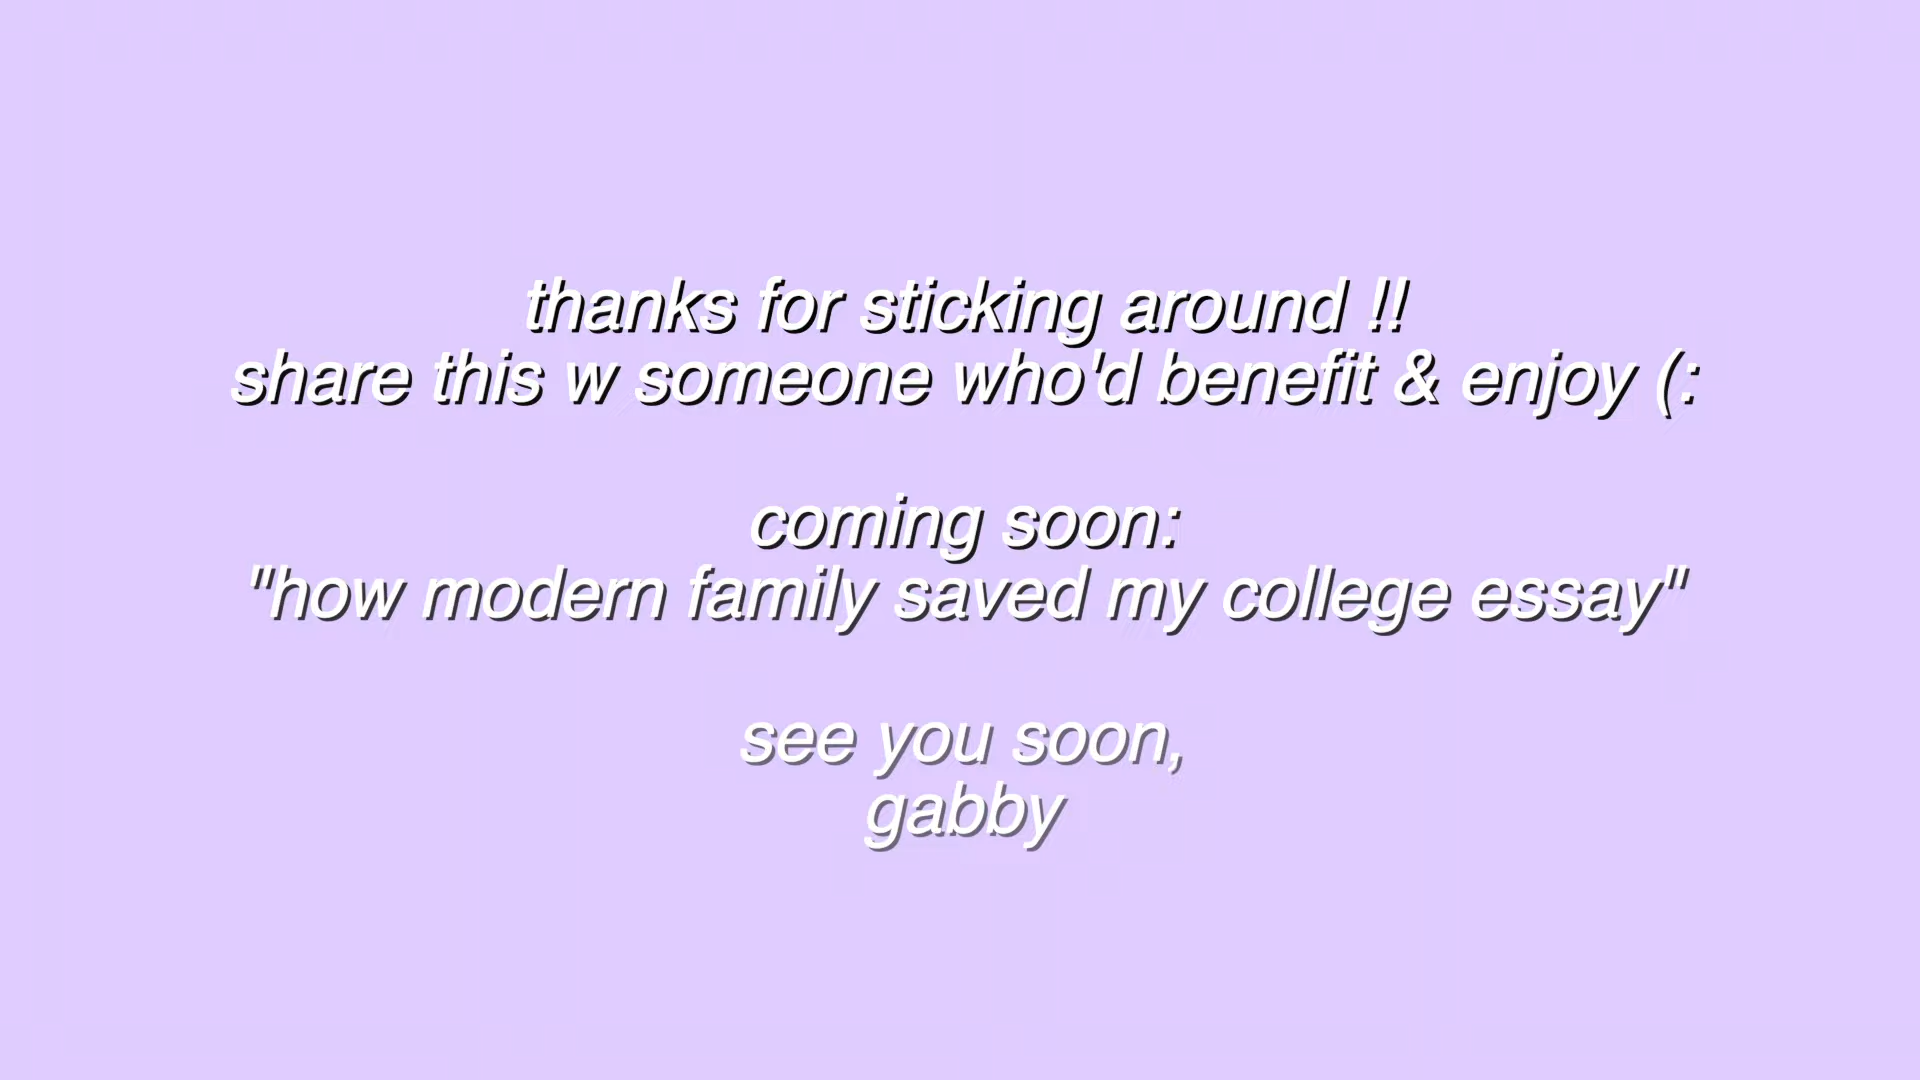 thanks for sticking around !!
share this w someone who'd benefit & enjoy (:
coming soon:
"how modern family saved my college essay"
see you soon,
gabby